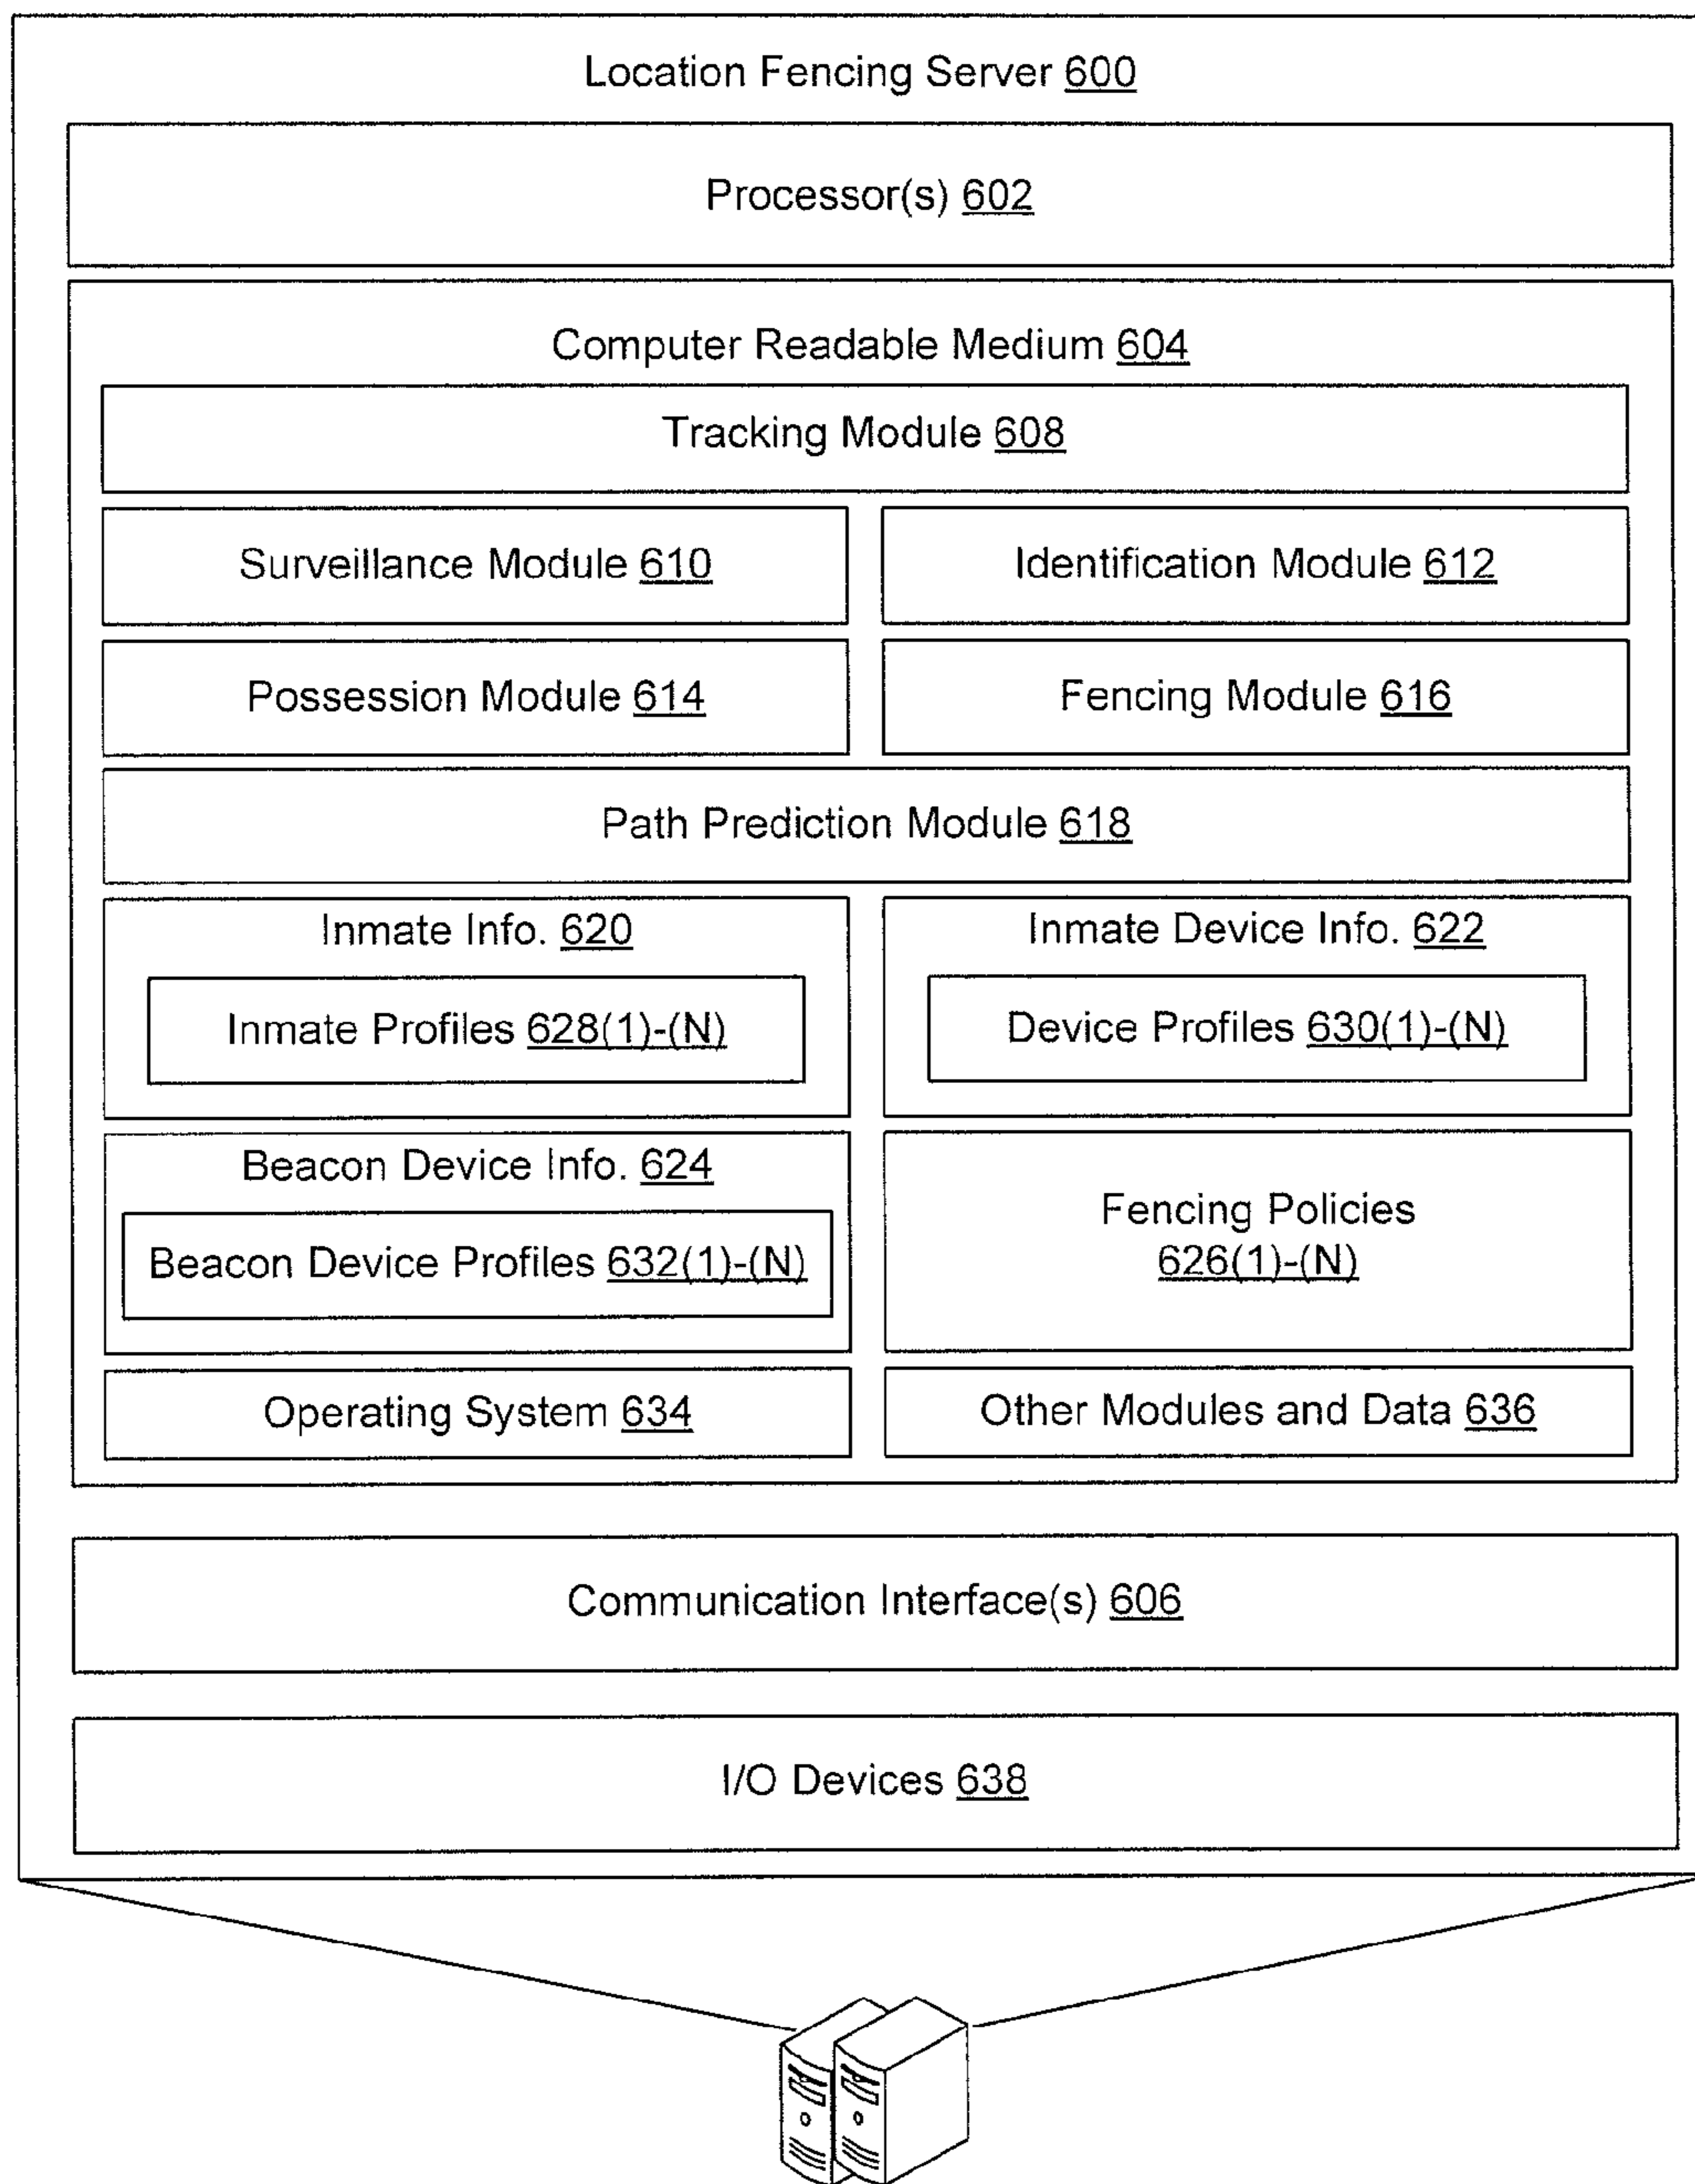 Location Fencing Server 600
Processor(s) 602
Computer Readable Medium 604
Tracking Module 608
Surveillance Module 610
Identification Module 612
Possession Module 614
Fencing Module 616
Path Prediction Module 618
Inmate Info. 620
Inmate Profiles 628(1)-(N)
Inmate Device Info. 622
Device Profiles 630(1)-(N)
Beacon Device Info. 624
Beacon Device Profiles 632(1)-(N)
Fencing Policies
626(1)-(N)
Operating System 634
Other Modules and Data 636
Communication Interface(s) 606
I/O Devices 638